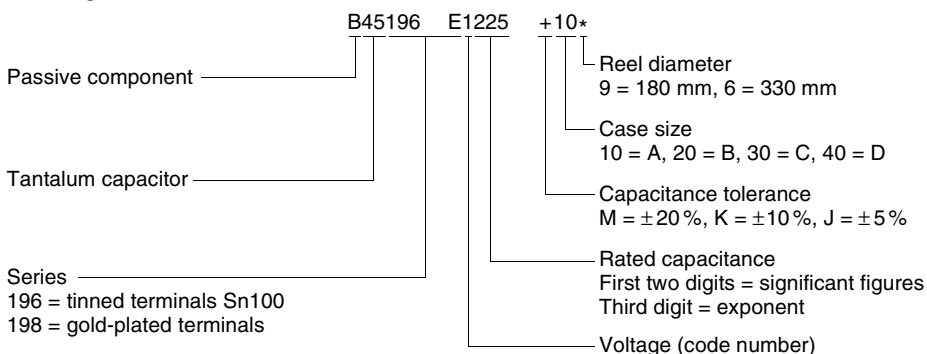 B45196 E1225 +10*
Passive component
Reel diameter
9 = 180 mm, 6 = 330 mm
Case size
10 = A, 20 = B, 30 = C, 40 = D
Tantalum capacitor
Capacitance tolerance
M = ±20 %, K = ±10 %, J = ±5 %
Series
196 = tinned terminals Sn100
198 = gold-plated terminals
Rated capacitance
First two digits = significant figures
Third digit = exponent
Voltage (code number)